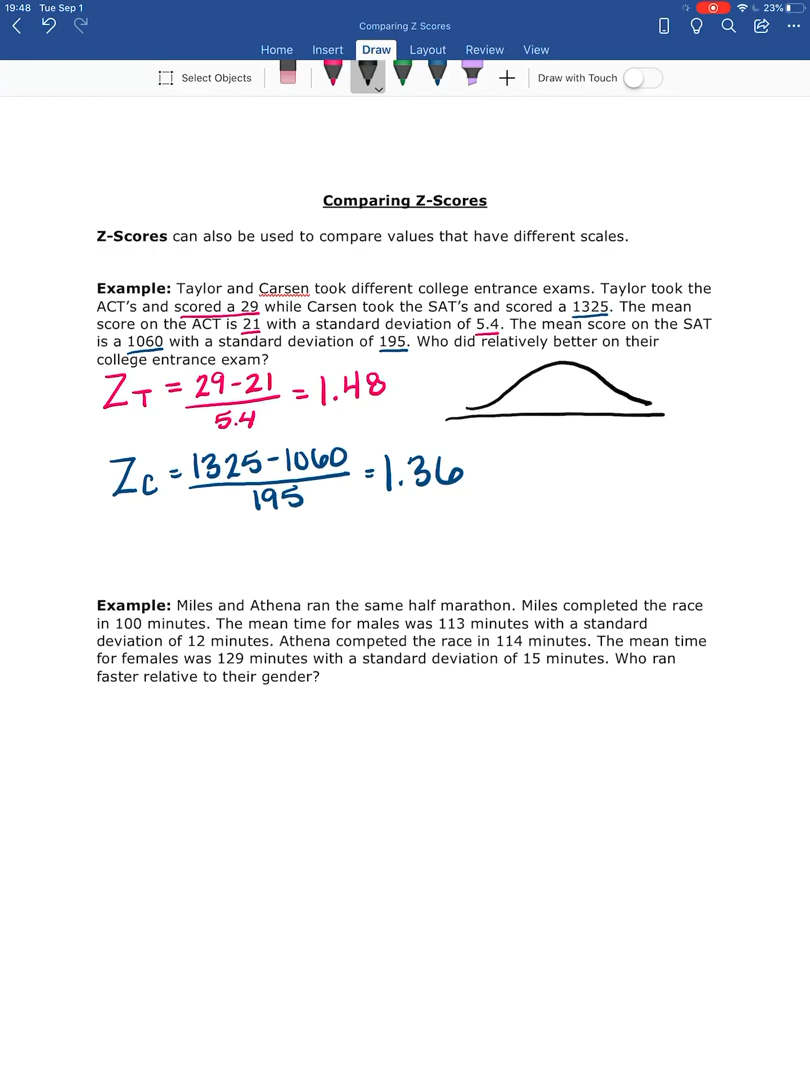 19:48 Tue Sep 1
23%
Comparing Z Scores
Home Insert Draw Layout Review View
Select Objects
Draw with Touch
Comparing Z-Scores
Z-Scores can also be used to compare values that have different scales.
Example: Taylor and Carsen took different college entrance exams. Taylor took the
ACT's and scored a 29 while Carsen took the SAT's and scored a 1325. The mean
score on the ACT is 21 with a standard deviation of 5.4. The mean score on the SAT
is a 1060 with a standard deviation of 195. Who did relatively better on their
college entrance exam?
Z_T = (29-21)/5.4 = 1.48
Z_C = (1325-1060)/195 = 1.36
Example: Miles and Athena ran the same half marathon. Miles completed the race
in 100 minutes. The mean time for males was 113 minutes with a standard
deviation of 12 minutes. Athena competed the race in 114 minutes. The mean time
for females was 129 minutes with a standard deviation of 15 minutes. Who ran
faster relative to their gender?